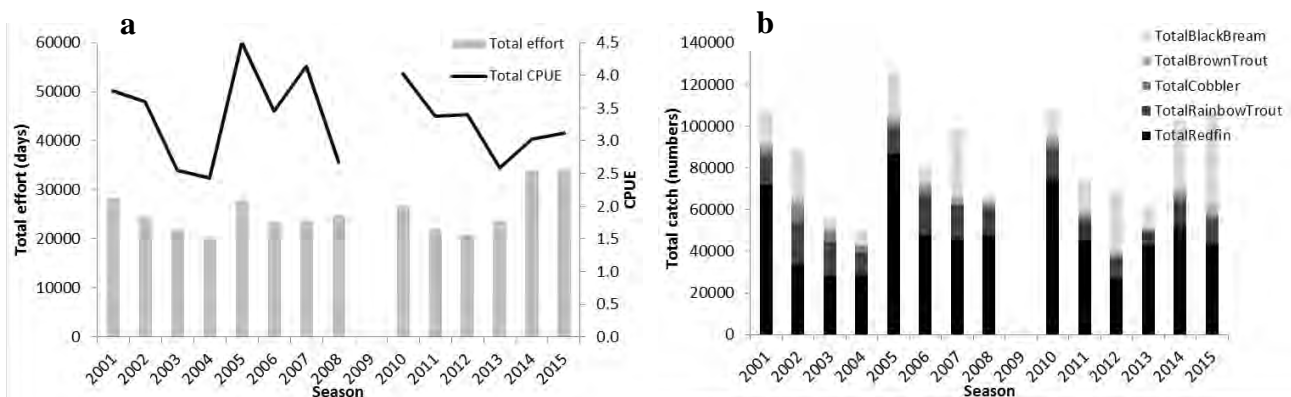 a
60000
50000
40000
30000
20000
10000
0
Total effort (days)
Total effort
Total CPUE
4.5
4.0
3.5
3.0
2.5
2.0
1.5
1.0
0.5
0.0
CPUE
2001 2002 2003 2004 2005 2006 2007 2008 2009 2010 2011 2012 2013 2014 2015
Season
b
140000
120000
100000
80000
60000
40000
20000
0
Total catch (numbers)
TotalBlackBream
TotalBrownTrout
TotalCobbler
TotalRainbowTrout
TotalRedfin
2001 2002 2003 2004 2005 2006 2007 2008 2009 2010 2011 2012 2013 2014 2015
Season